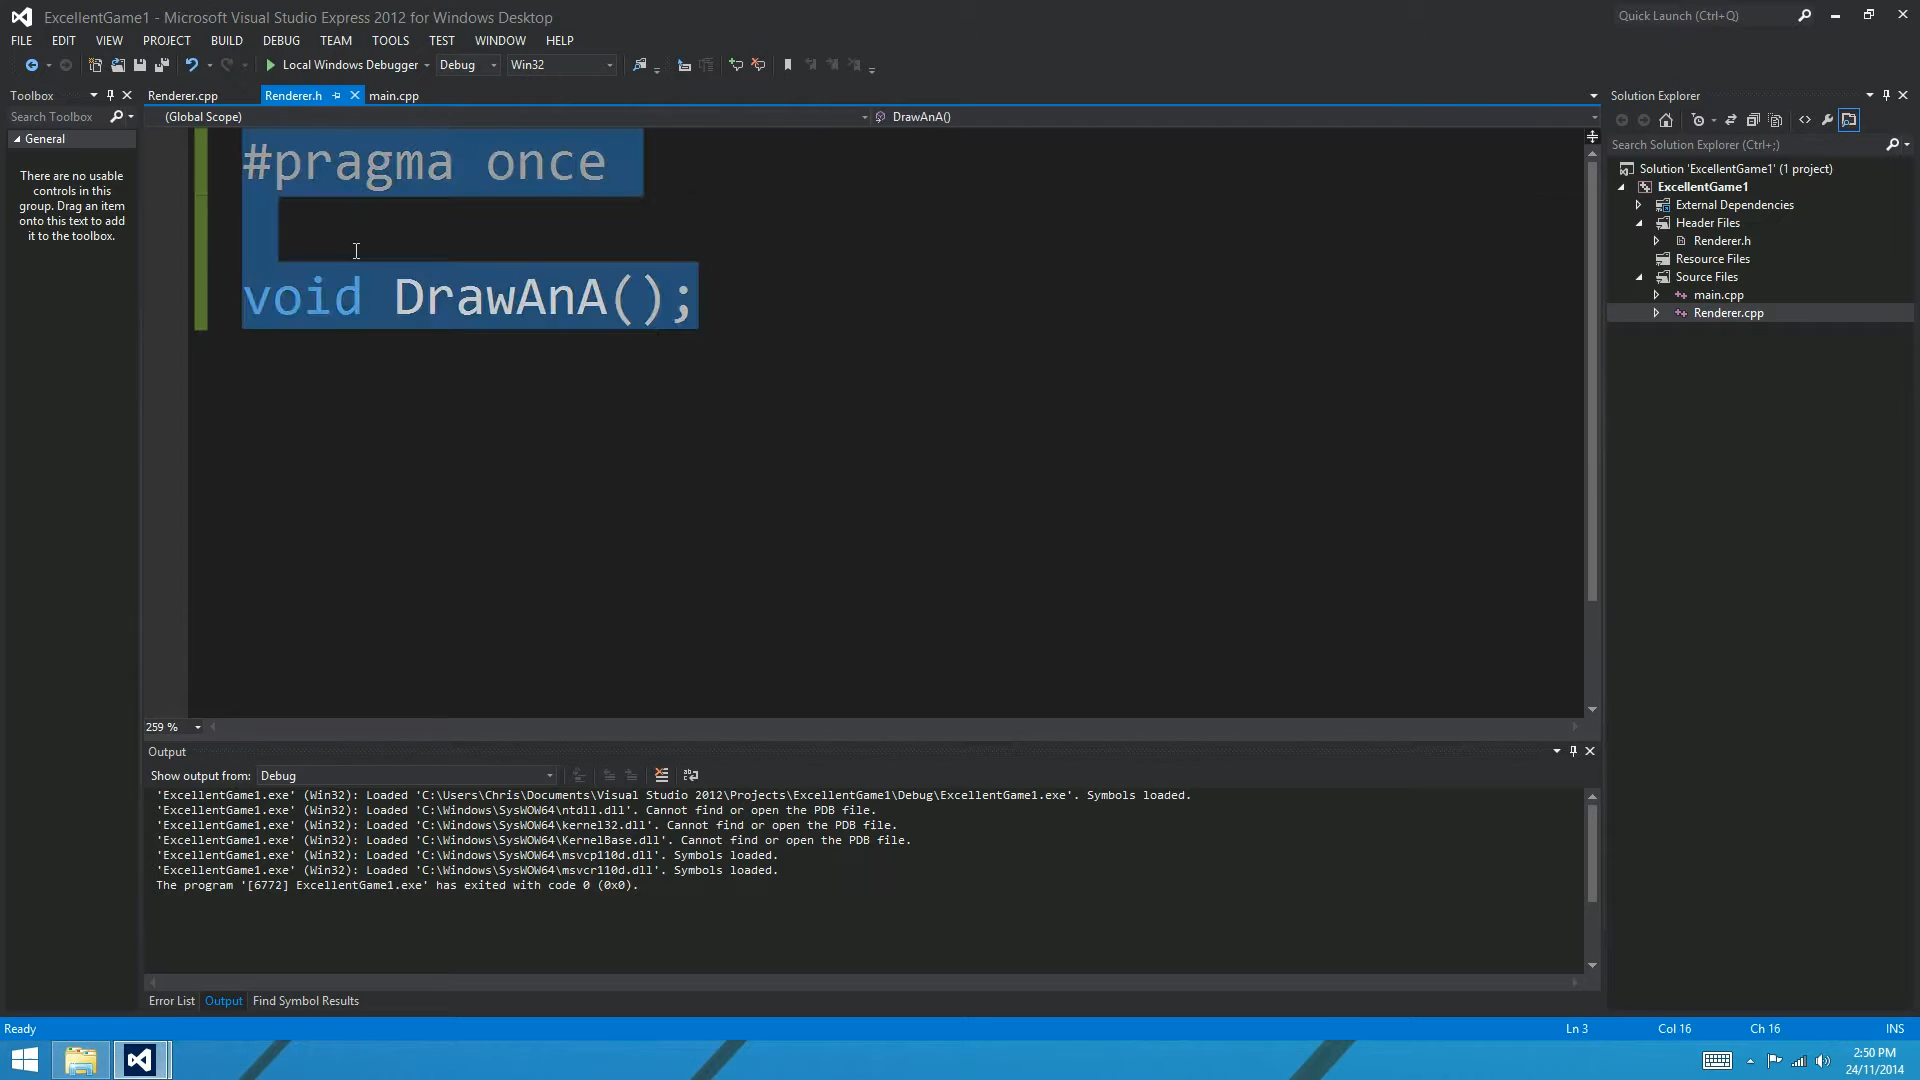 ExcellentGame1 - Microsoft Visual Studio Express 2012 for Windows Desktop
Quick Launch (Ctrl+Q)
FILE EDIT VIEW PROJECT BUILD DEBUG TEAM TOOLS TEST WINDOW HELP
Local Windows Debugger Debug Win32
Toolbox
Renderer.cpp Renderer.h main.cpp
Solution Explorer
Search Toolbox
(Global Scope) DrawAnA()
General
Search Solution Explorer (Ctrl+;)
There are no usable
controls in this
group. Drag an item
onto this text to add
it to the toolbox.
#pragma once
void DrawAnA();
Solution 'ExcellentGame1' (1 project)
ExcellentGame1
External Dependencies
Header Files
Renderer.h
Resource Files
Source Files
main.cpp
Renderer.cpp
259 %
Output
Show output from: Debug
'ExcellentGame1.exe' (Win32): Loaded 'C:\Users\Chris\Documents\Visual Studio 2012\Projects\ExcellentGame1\Debug\ExcellentGame1.exe'. Symbols loaded.
'ExcellentGame1.exe' (Win32): Loaded 'C:\Windows\SysWOW64\ntdll.dll'. Cannot find or open the PDB file.
'ExcellentGame1.exe' (Win32): Loaded 'C:\Windows\SysWOW64\kernel32.dll'. Cannot find or open the PDB file.
'ExcellentGame1.exe' (Win32): Loaded 'C:\Windows\SysWOW64\KernelBase.dll'. Cannot find or open the PDB file.
'ExcellentGame1.exe' (Win32): Loaded 'C:\Windows\SysWOW64\msvcp110d.dll'. Symbols loaded.
'ExcellentGame1.exe' (Win32): Loaded 'C:\Windows\SysWOW64\msvcr110d.dll'. Symbols loaded.
The program '[6772] ExcellentGame1.exe' has exited with code 0 (0x0).
Error List Output Find Symbol Results
Ready
Ln 3 Col 16 Ch 16 INS
2:50 PM
24/11/2014